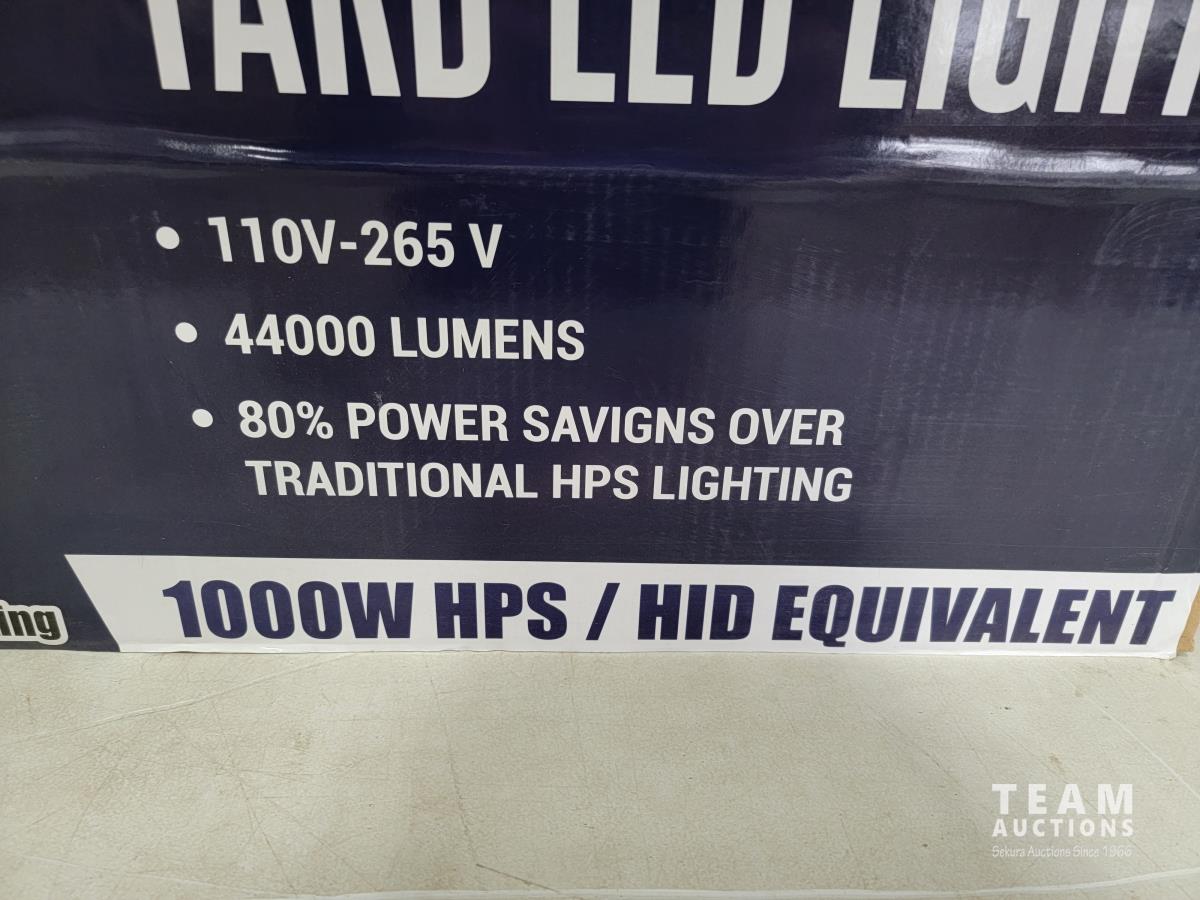 YARD LED LIGHT
• 110V-265 V
• 44000 LUMENS
• 80% POWER SAVIGNS OVER
TRADITIONAL HPS LIGHTING
ing
1000W HPS / HID EQUIVALENT
TEAM
AUCTIONS
Sekura Auctions Since 1966